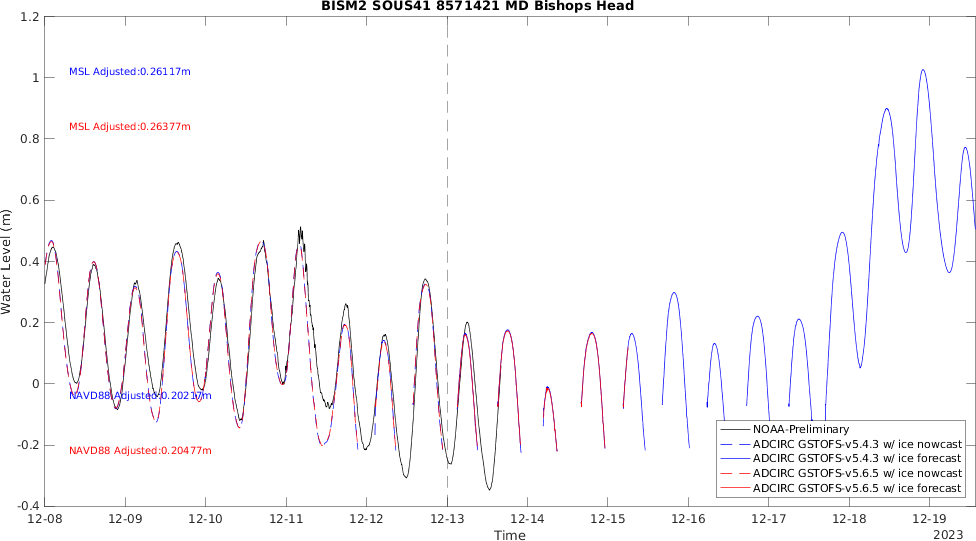 BISM2 SOUS41 8571421 MD Bishops Head
Water Level (m)
1.2
1
0.8
0.6
0.4
0.2
0
-0.2
-0.4
MSL Adjusted:0.26117m
MSL Adjusted:0.26377m
NAVD88 Adjusted:0.20217m
NAVD88 Adjusted:0.20477m
NOAA-Preliminary
ADCIRC GSTOFS-v5.4.3 w/ ice nowcast
ADCIRC GSTOFS-v5.4.3 w/ ice forecast
ADCIRC GSTOFS-v5.6.5 w/ ice nowcast
ADCIRC GSTOFS-v5.6.5 w/ ice forecast
12-08 12-09 12-10 12-11 12-12 12-13 12-14 12-15 12-16 12-17 12-18 12-19
Time
2023